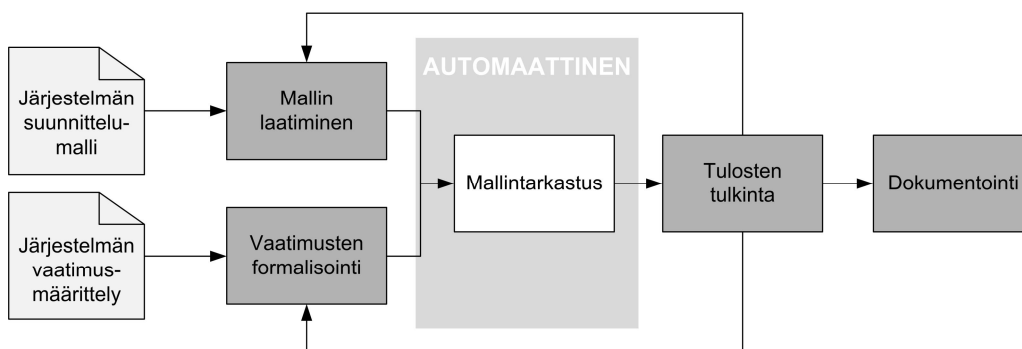 AUTOMAATTINEN
Järjestelmän
suunnittelu-
malli
Mallin
laatiminen
Mallintarkastus
Tulosten
tulkinta
Dokumentointi
Järjestelmän
vaatimus-
määrittely
Vaatimusten
formalisointi